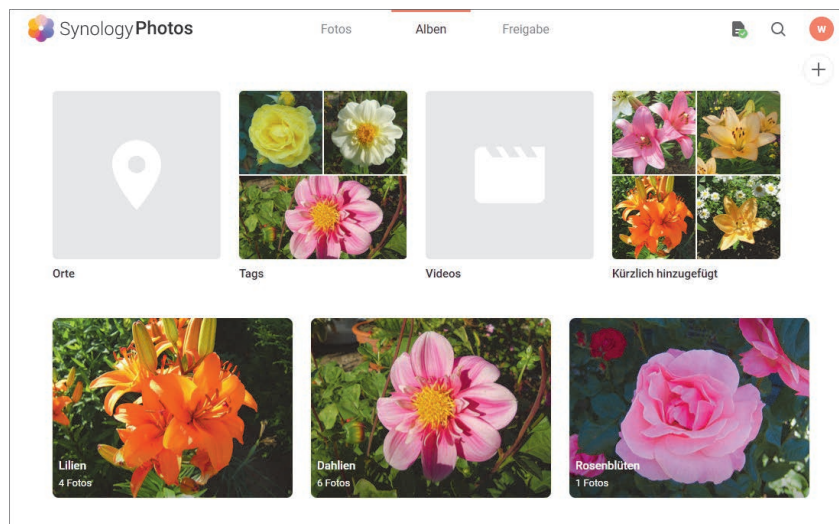 Synology Photos
Fotos
Alben
Freigabe
W
Orte
Tags
Videos
Kürzlich hinzugefügt
Lilien
4 Fotos
Dahlien
6 Fotos
Rosenblüten
1 Fotos